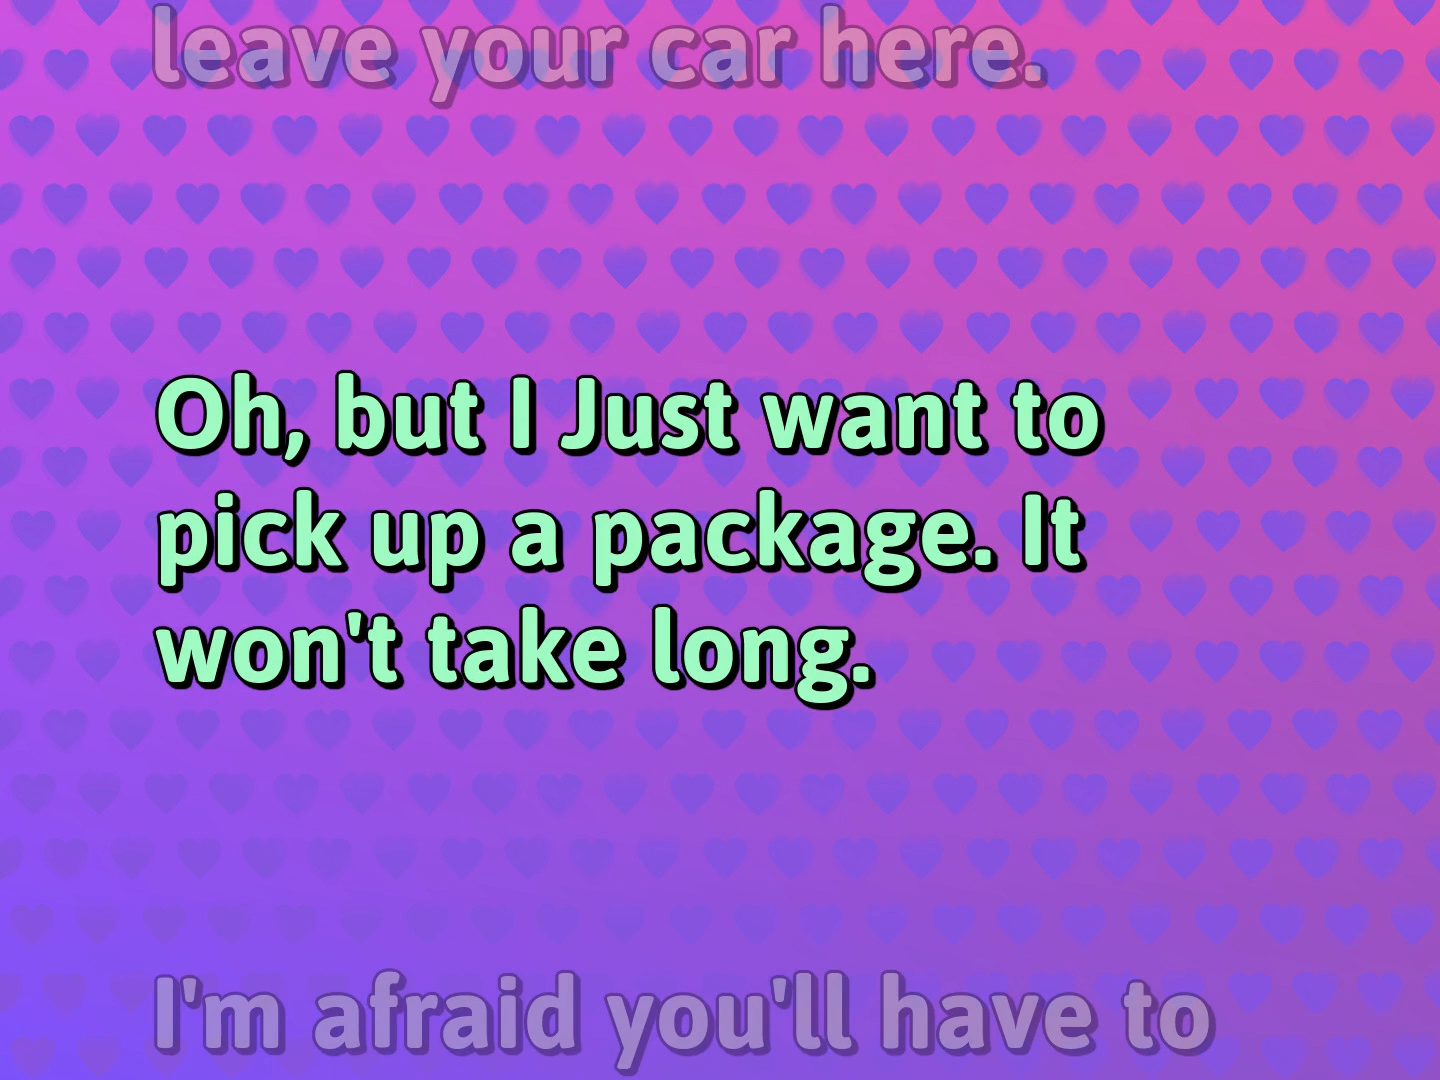 leave your car here.
Oh, but I Just want to
pick up a package. It
won't take long.
I'm afraid you'll have to